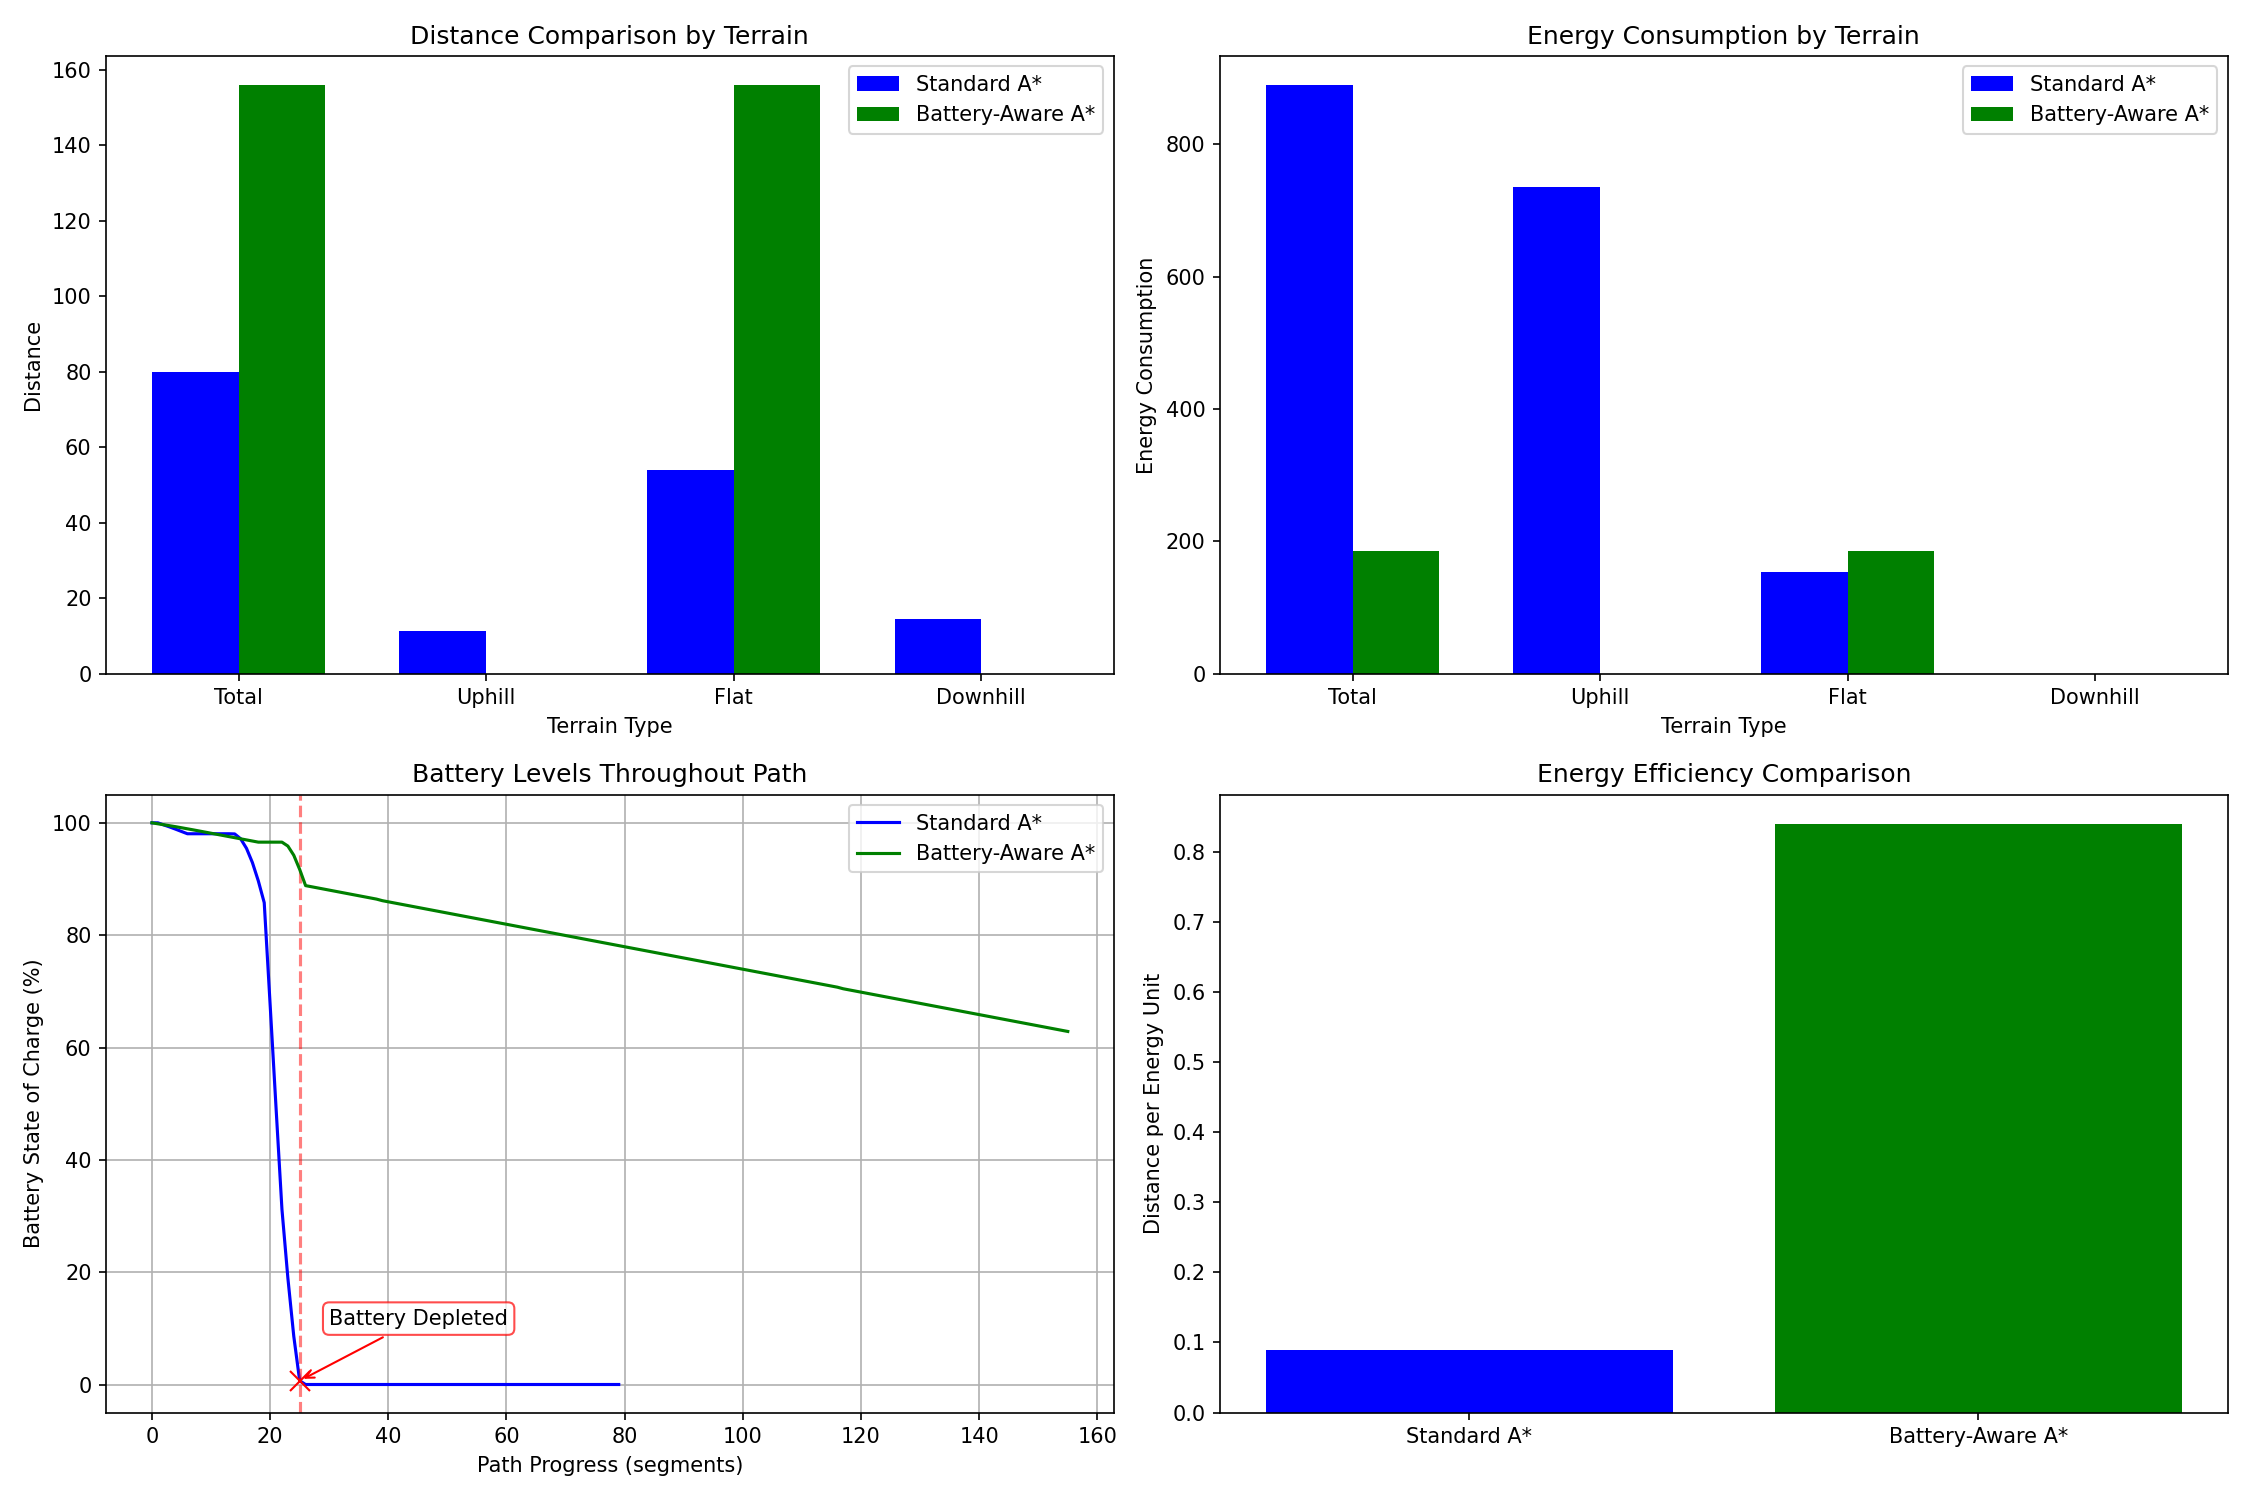 Distance Comparison by Terrain
160
140
120
100
80
60
40
20
0
Distance
Standard A*
Battery-Aware A*
Total
Uphill
Flat
Downhill
Terrain Type
Energy Consumption by Terrain
800
600
400
200
0
Energy Consumption
Standard A*
Battery-Aware A*
Total
Uphill
Flat
Downhill
Terrain Type
Battery Levels Throughout Path
100
80
60
40
20
0
Battery State of Charge (%)
Standard A*
Battery-Aware A*
Battery Depleted
0
20
40
60
80
100
120
140
160
Path Progress (segments)
Energy Efficiency Comparison
0.8
0.7
0.6
0.5
0.4
0.3
0.2
0.1
0.0
Distance per Energy Unit
Standard A*
Battery-Aware A*